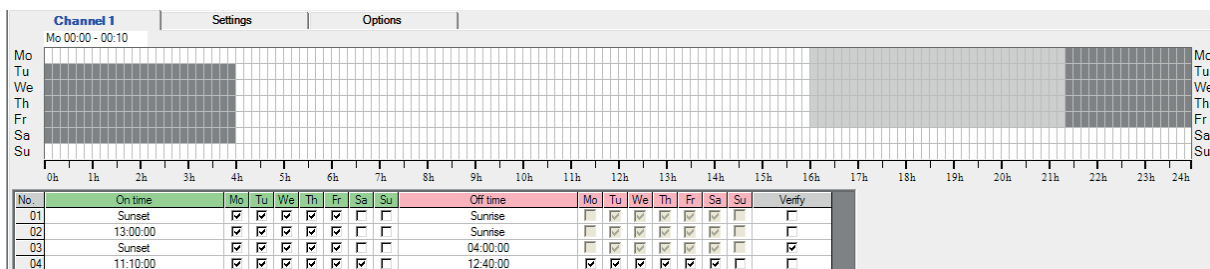 Channel 1 Settings Options
Mo 00:00 - 00:10
Mo Mo
Tu Tu
We We
Th Th
Fr Fr
Sa Sa
Su Su
0h 1h 2h 3h 4h 5h 6h 7h 8h 9h 10h 11h 12h 13h 14h 15h 16h 17h 18h 19h 20h 21h 22h 23h 24h
No. On time Mo Tu We Th Fr Sa Su Off time Mo Tu We Th Fr Sa Su Verify
01 Sunset Sunrise
02 13:00:00 Sunrise
03 Sunset 04:00:00
04 11:10:00 12:40:00